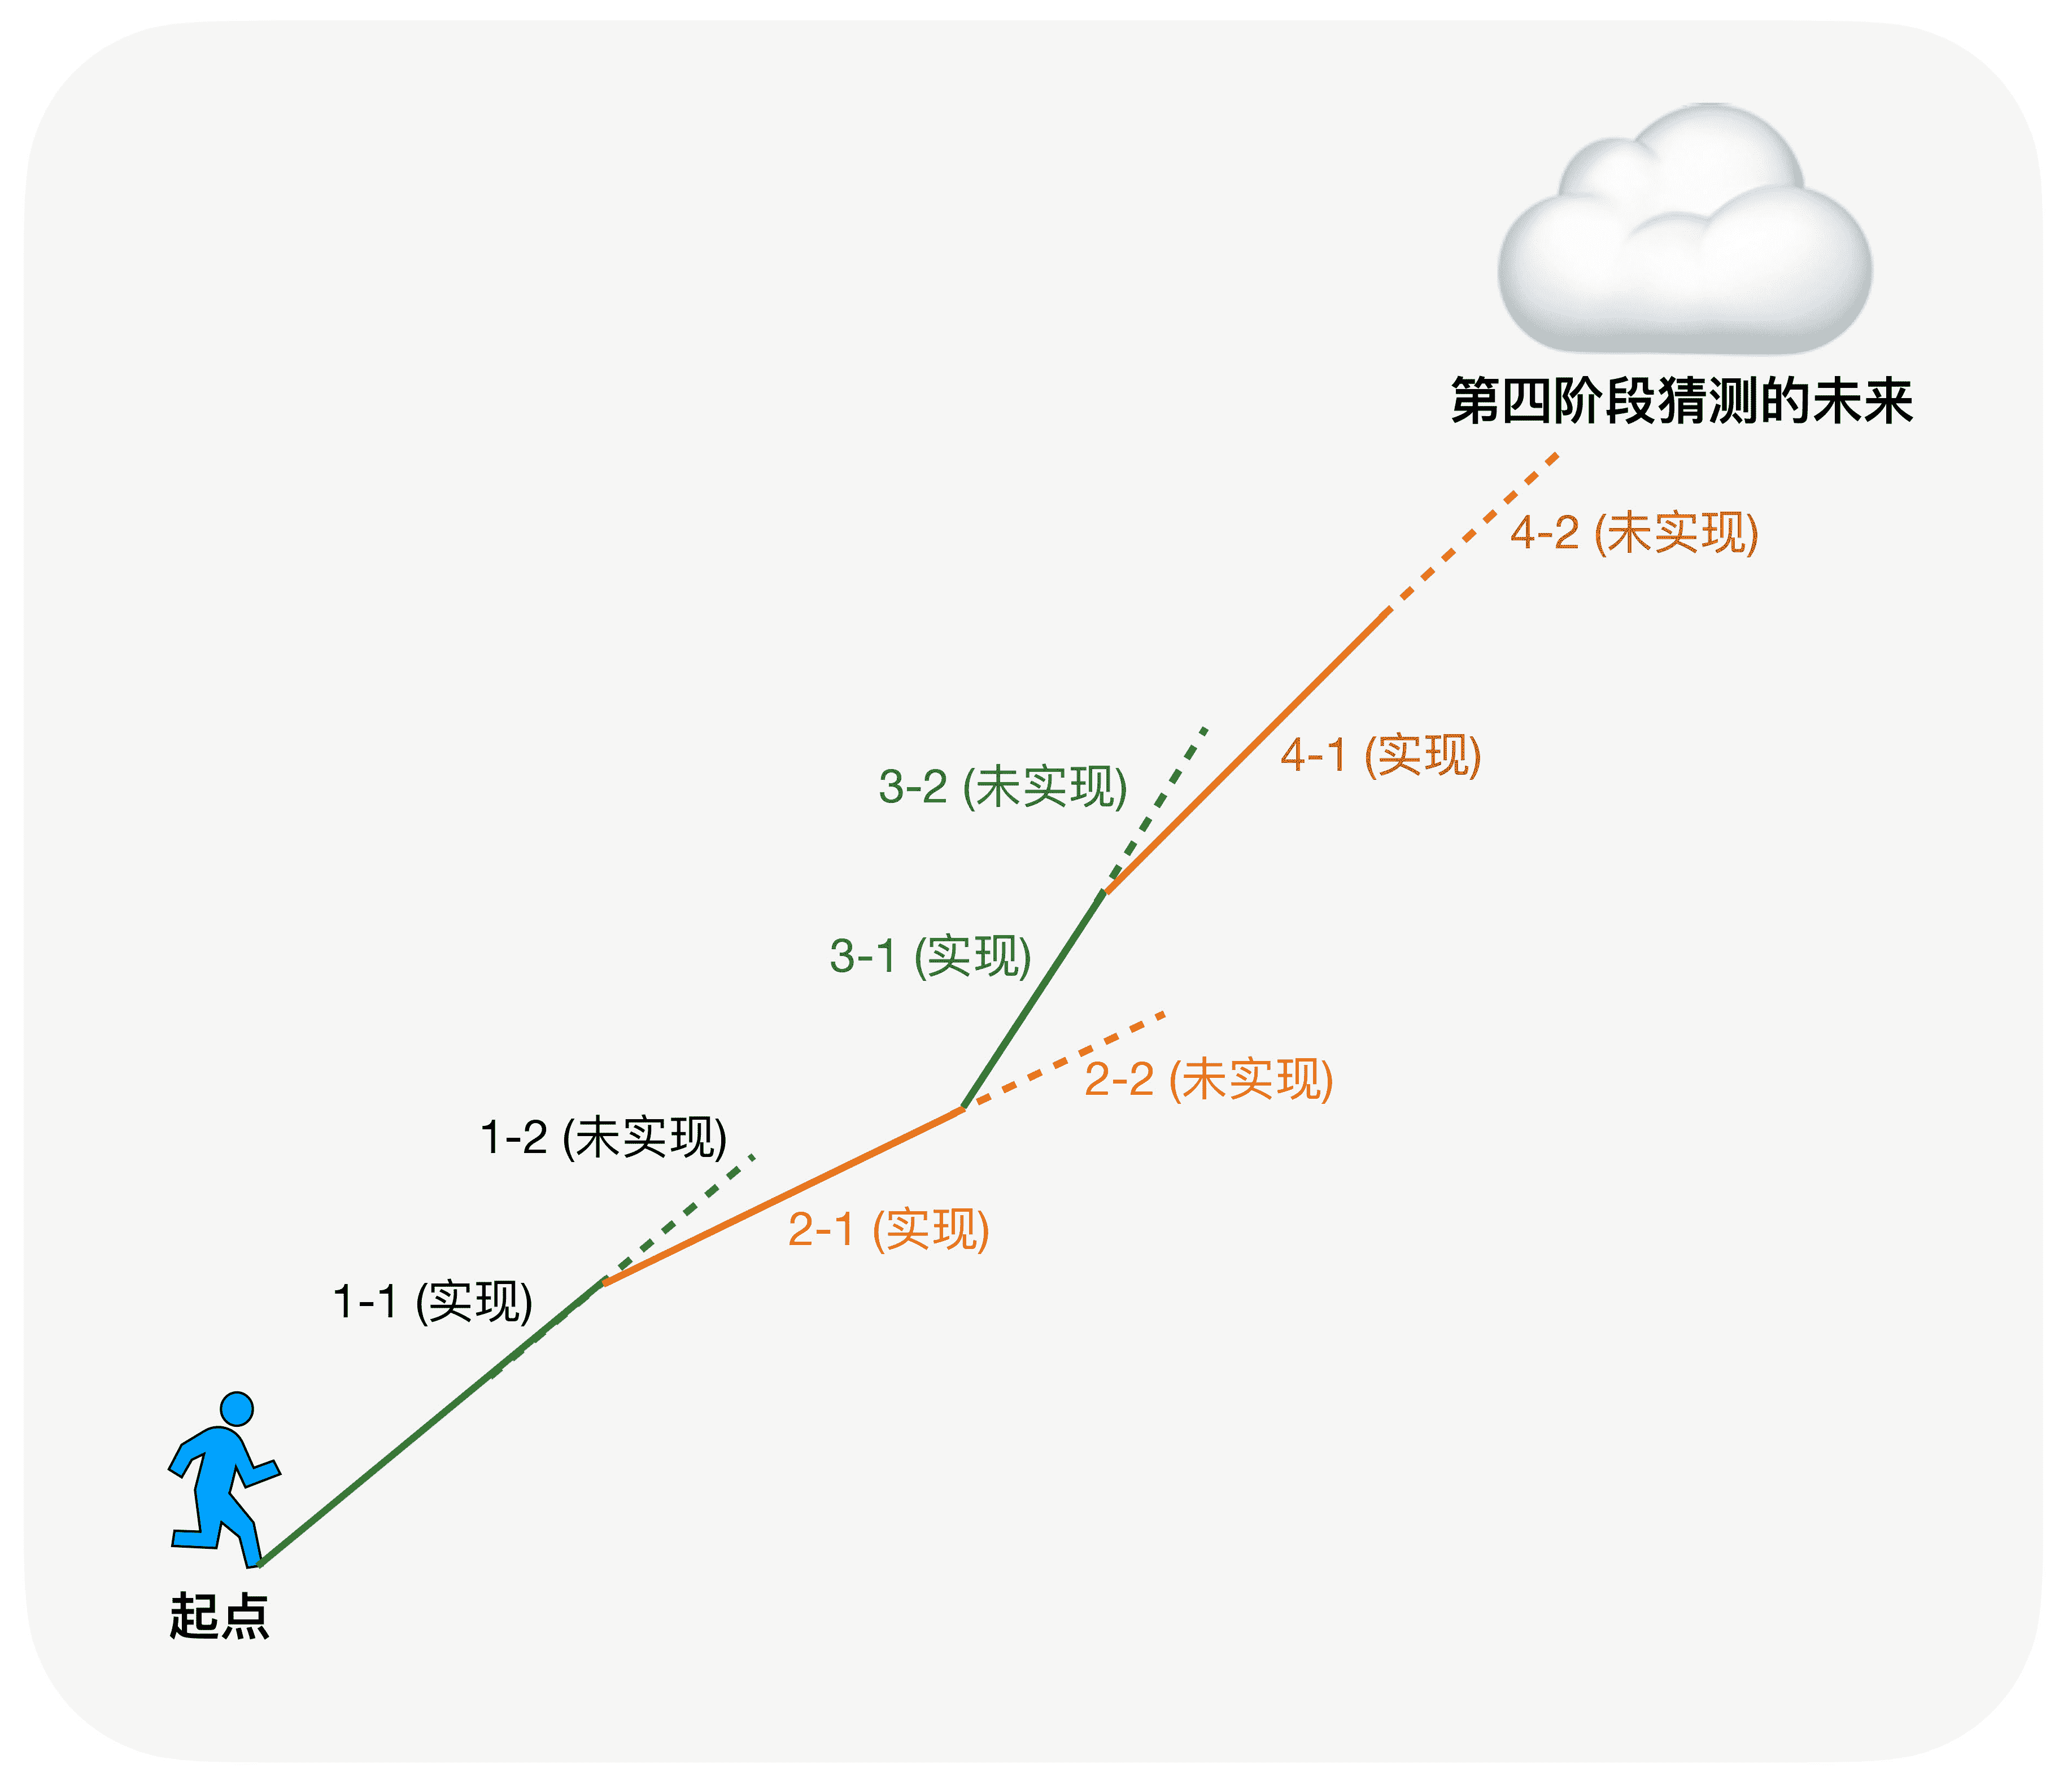 第四阶段猜测的未来
4-2 (未实现)
4-1 (实现)
3-2 (未实现)
3-1 (实现)
2-2 (未实现)
1-2 (未实现)
2-1 (实现)
1-1 (实现)
起点